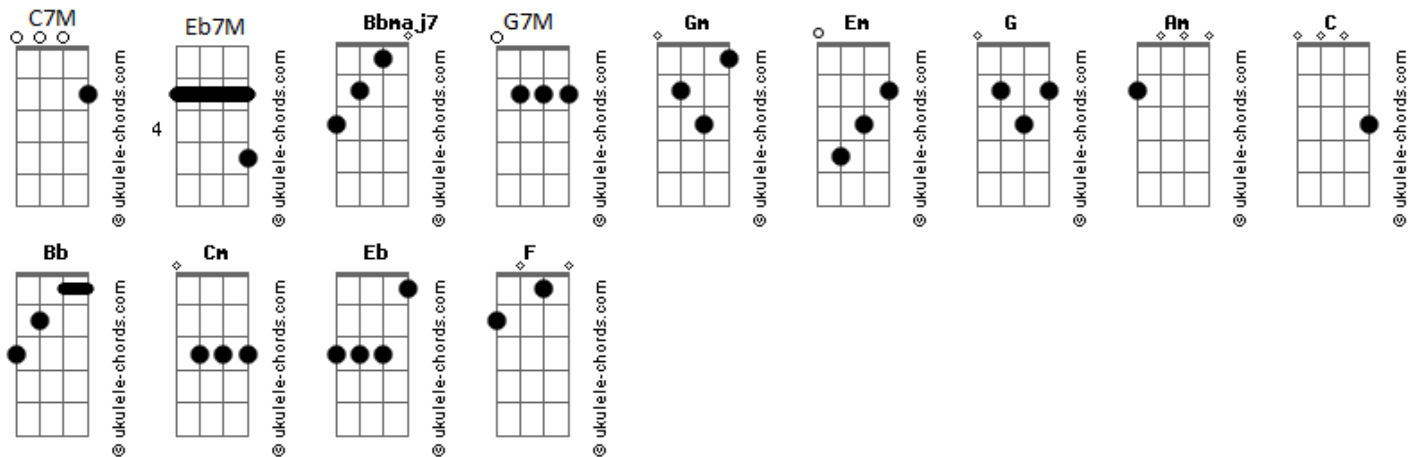 C7M Eb7M Bbmaj7 G7M Gm Em G Am C
4
© ukulele-chords.com © ukulele-chords.com © ukulele-chords.com © ukulele-chords.com © ukulele-chords.com © ukulele-chords.com © ukulele-chords.com © ukulele-chords.com © ukulele-chords.com
Bb Cm Eb F
© ukulele-chords.com © ukulele-chords.com © ukulele-chords.com © ukulele-chords.com